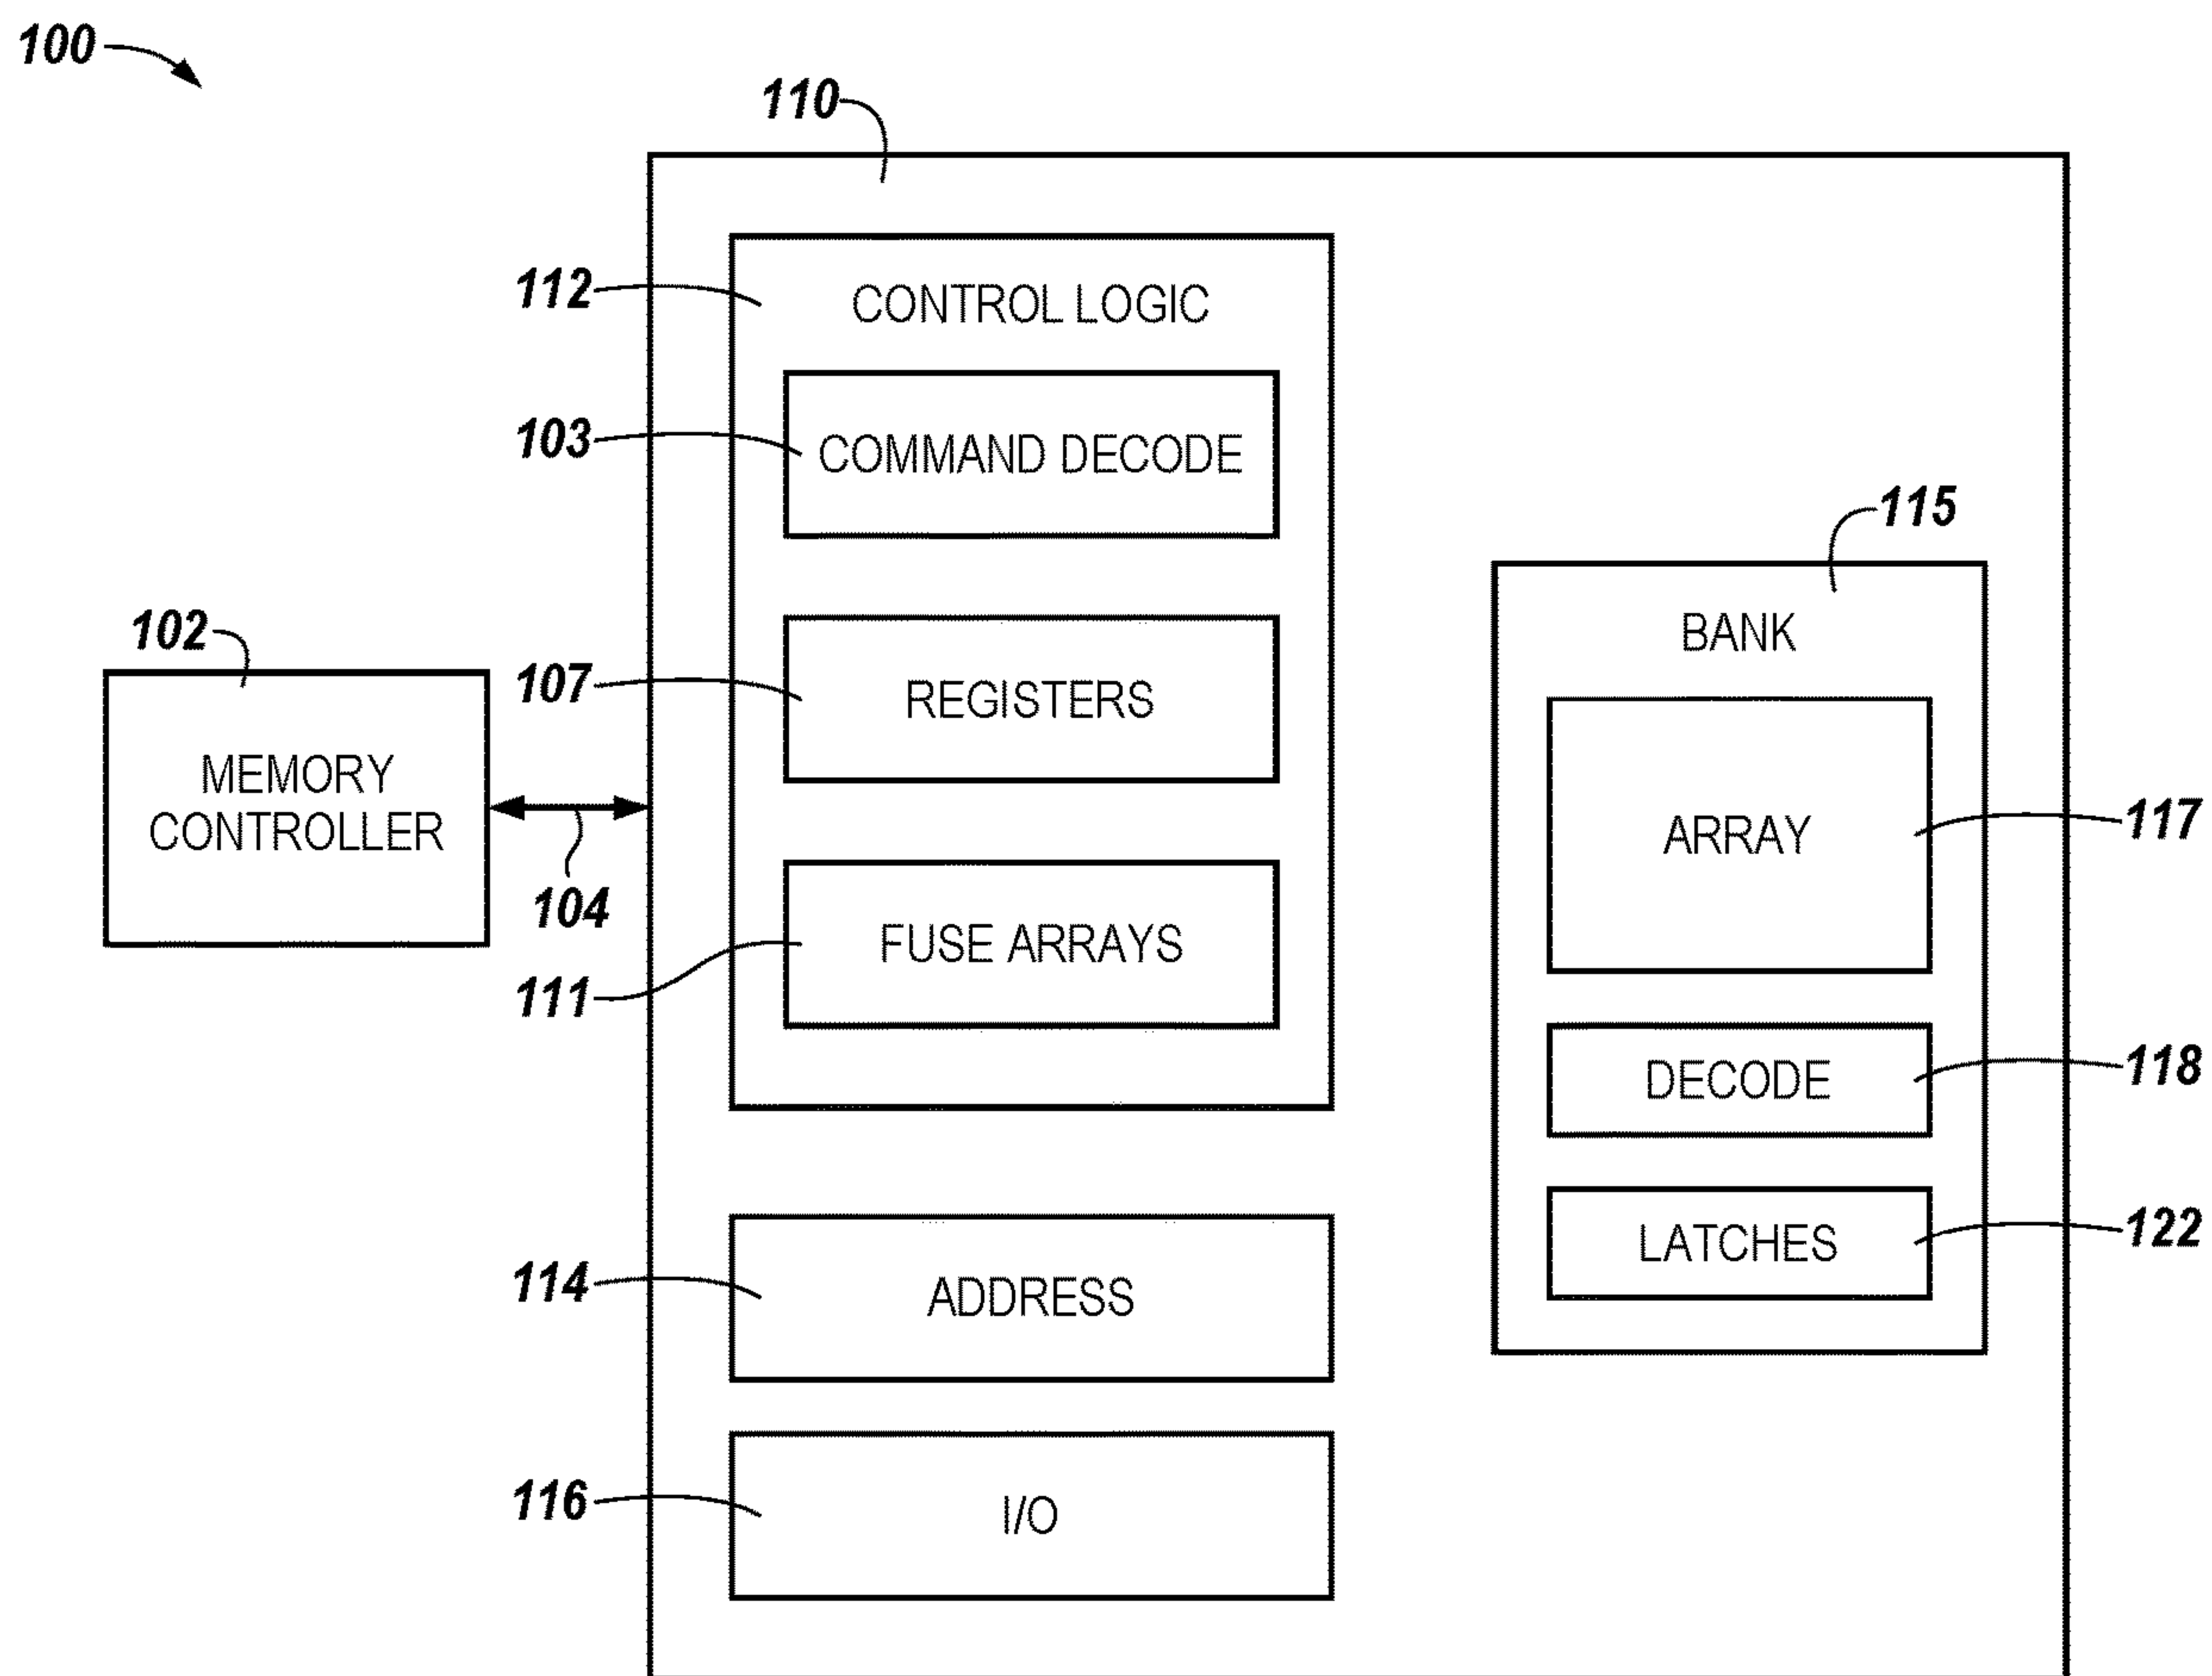 100
110
112
CONTROL LOGIC
103
COMMAND DECODE
115
BANK
102
MEMORY
CONTROLLER
107
REGISTERS
ARRAY
117
104
111
FUSE ARRAYS
DECODE
118
LATCHES
122
114
ADDRESS
116
I/O